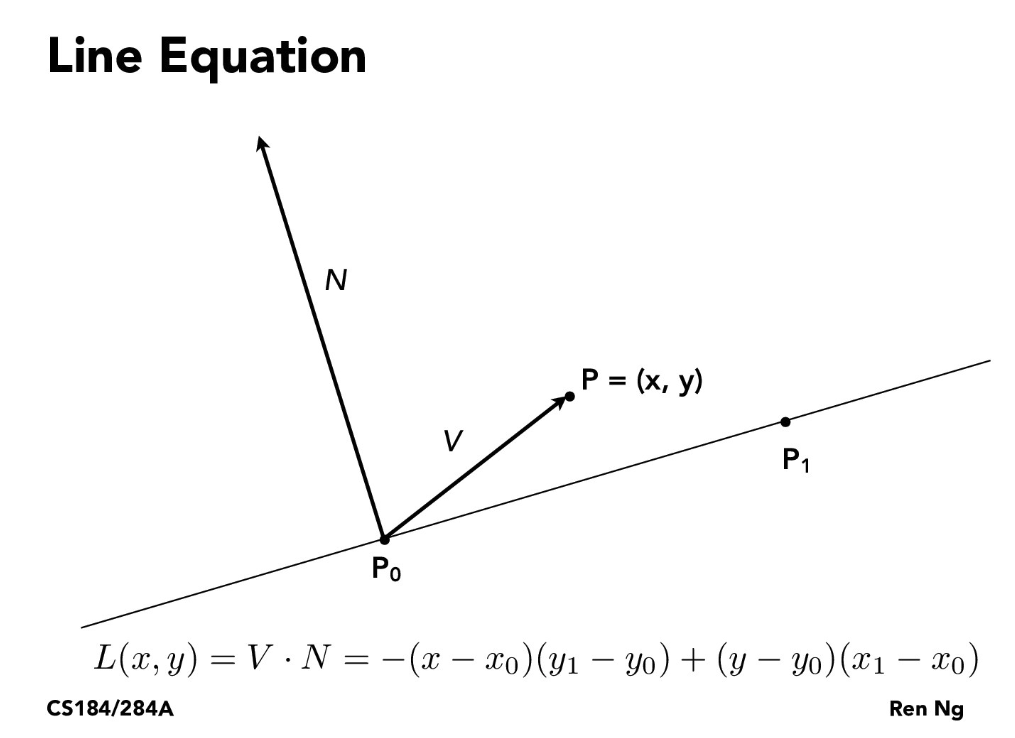 Line Equation
N
P = (x, y)
V
P₁
P₀
L(x, y) = V · N = −(x − x₀)(y₁ − y₀) + (y − y₀)(x₁ − x₀)
CS184/284A
Ren Ng